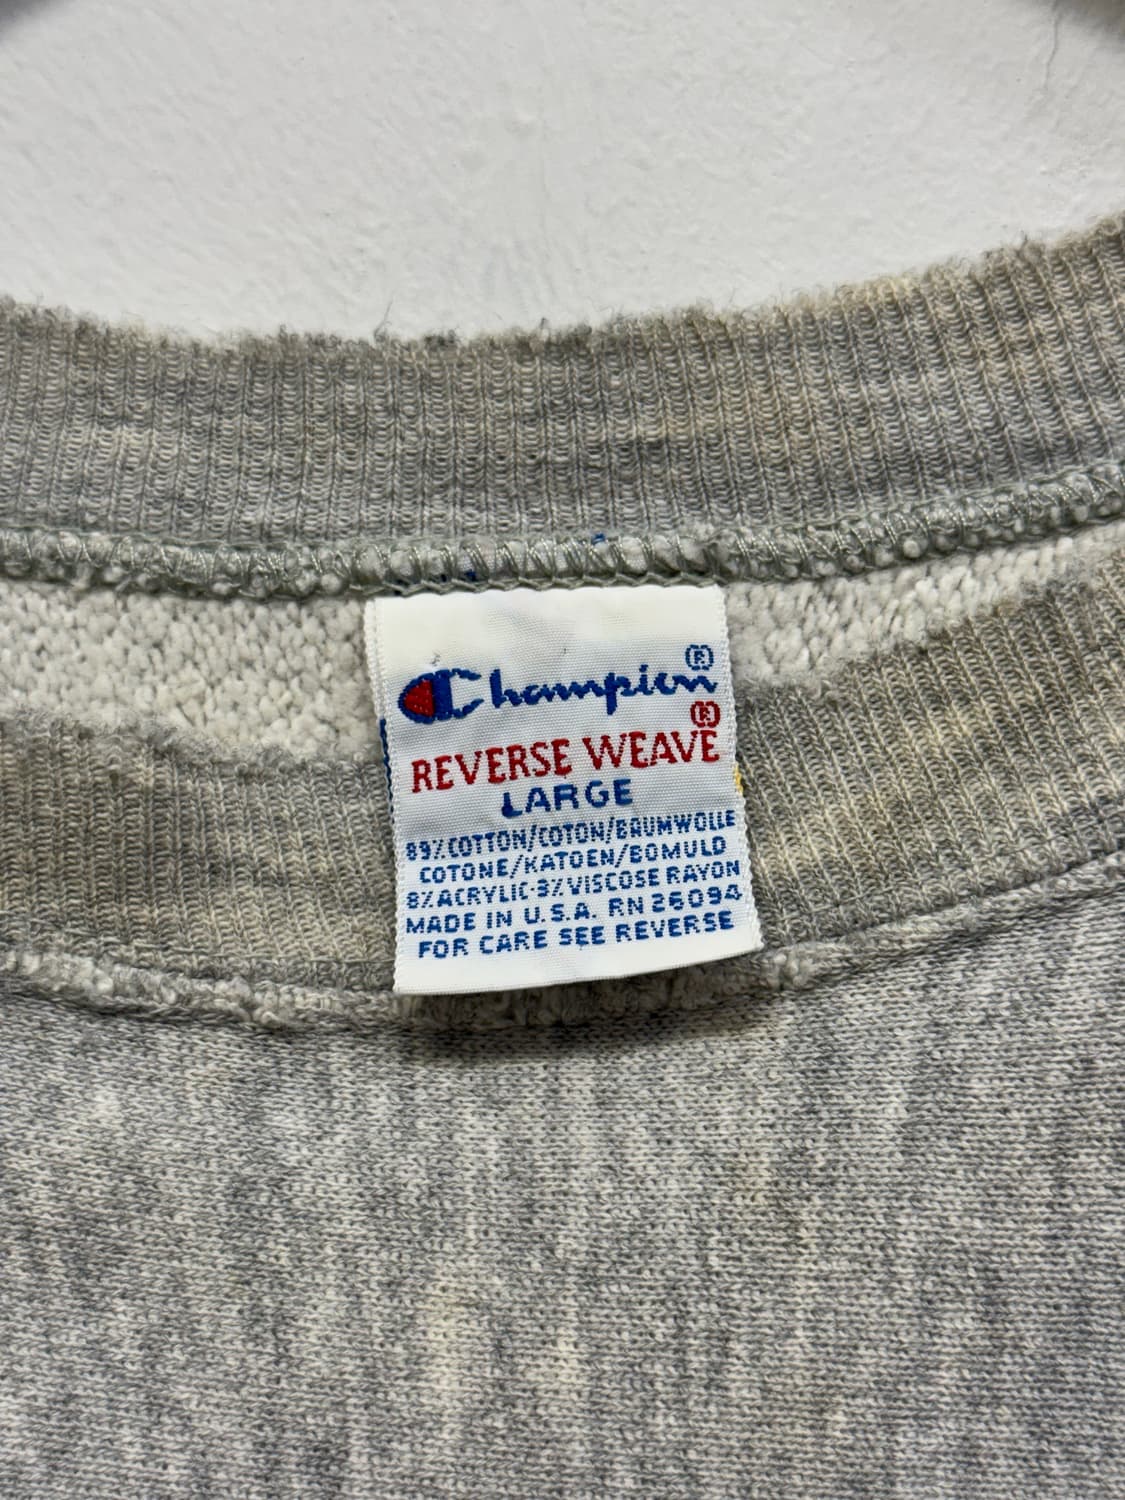 Champion®
®
REVERSE WEAVE
LARGE
89% COTTON/COTON/BAUMWOLLE
COTONE/KATOEN/BOMULD
8% ACRYLIC-3% VISCOSE RAYON
MADE IN U.S.A. RN 26094
FOR CARE SEE REVERSE